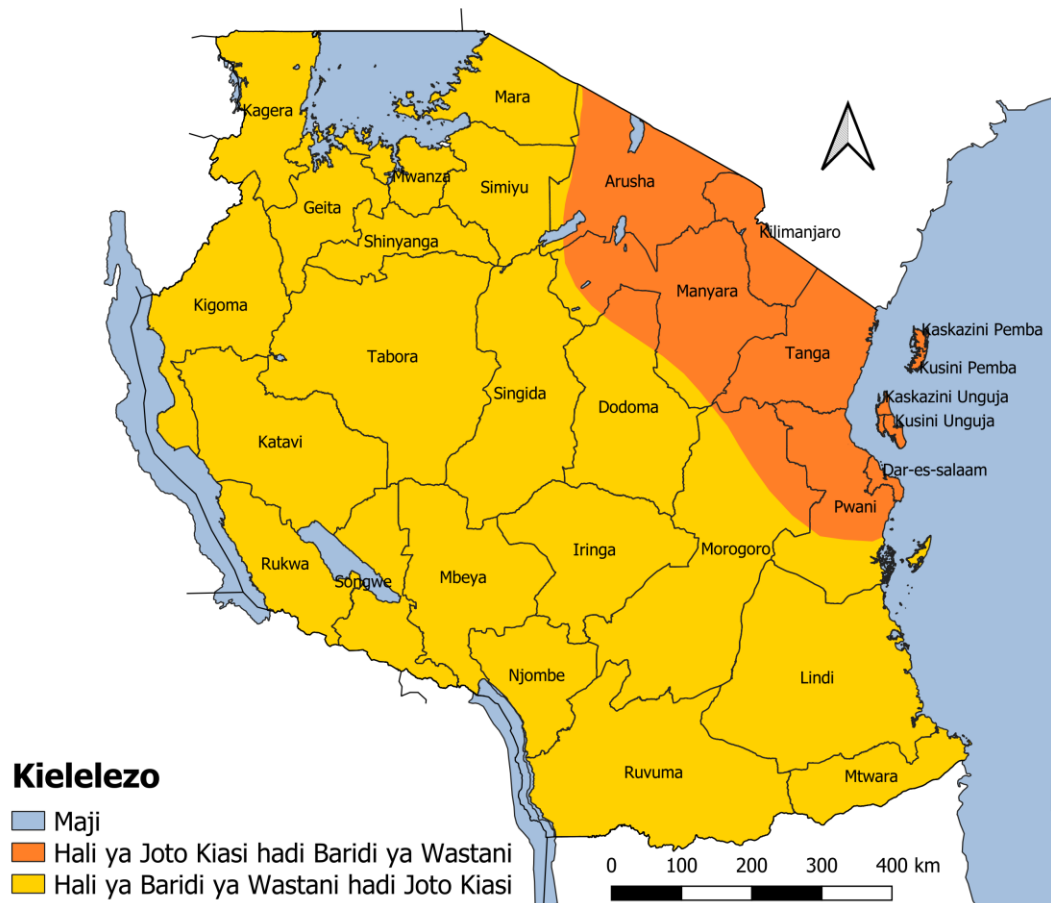 Kagera
Mara
Mwanza
Simiyu
Arusha
Geita
Shinyanga
Kilimanjaro
Kigoma
Manyara
Tabora
Singida
Tanga
Kaskazini Pemba
Kusini Pemba
Dodoma
Kaskazini Unguja
Kusini Unguja
Katavi
Dar-es-salaam
Pwani
Rukwa
Songwe
Mbeya
Iringa
Morogoro
Njombe
Lindi
Ruvuma
Mtwara
Kielelezo
Maji
Hali ya Joto Kiasi hadi Baridi ya Wastani
Hali ya Baridi ya Wastani hadi Joto Kiasi
0 100 200 300 400 km